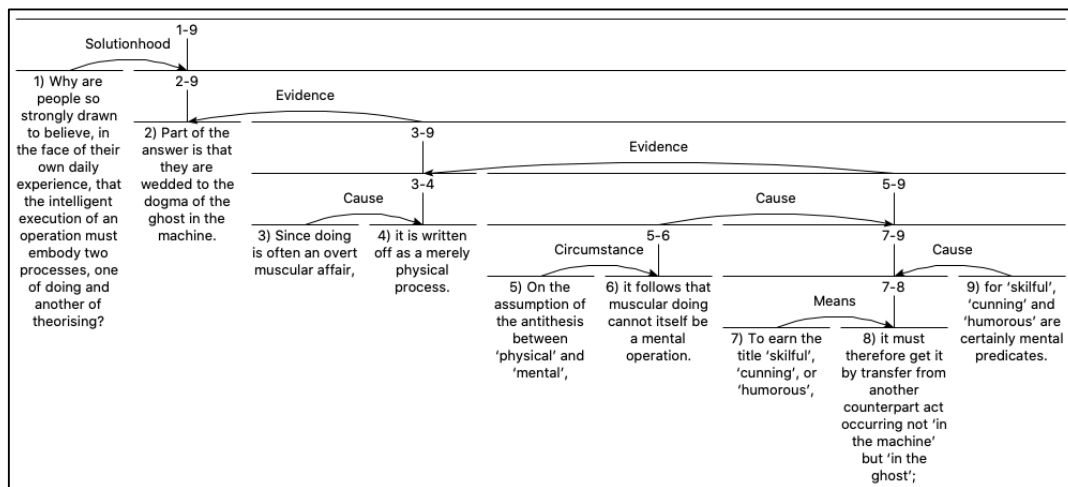 1-9
Solutionhood
1) Why are
people so
strongly drawn
to believe, in
the face of their
own daily
experience, that
the intelligent
execution of an
operation must
embody two
processes, one
of doing and
another of
theorising?
2-9
Evidence
2) Part of the
answer is that
they are
wedded to the
dogma of the
ghost in the
machine.
3-9
Evidence
3-4
Cause
3) Since doing
is often an overt
muscular affair,
4) it is written
off as a merely
physical
process.
5-9
Cause
5-6
Circumstance
5) On the
assumption of
the antithesis
between
‘physical’ and
‘mental’,
6) it follows that
muscular doing
cannot itself be
a mental
operation.
7-9
Cause
7-8
Means
7) To earn the
title ‘skilful’,
‘cunning’, or
‘humorous’,
8) it must
therefore get it
by transfer from
another
counterpart act
occurring not ‘in
the machine’
but ‘in the
ghost’;
9) for ‘skilful’,
‘cunning’ and
‘humorous’ are
certainly mental
predicates.